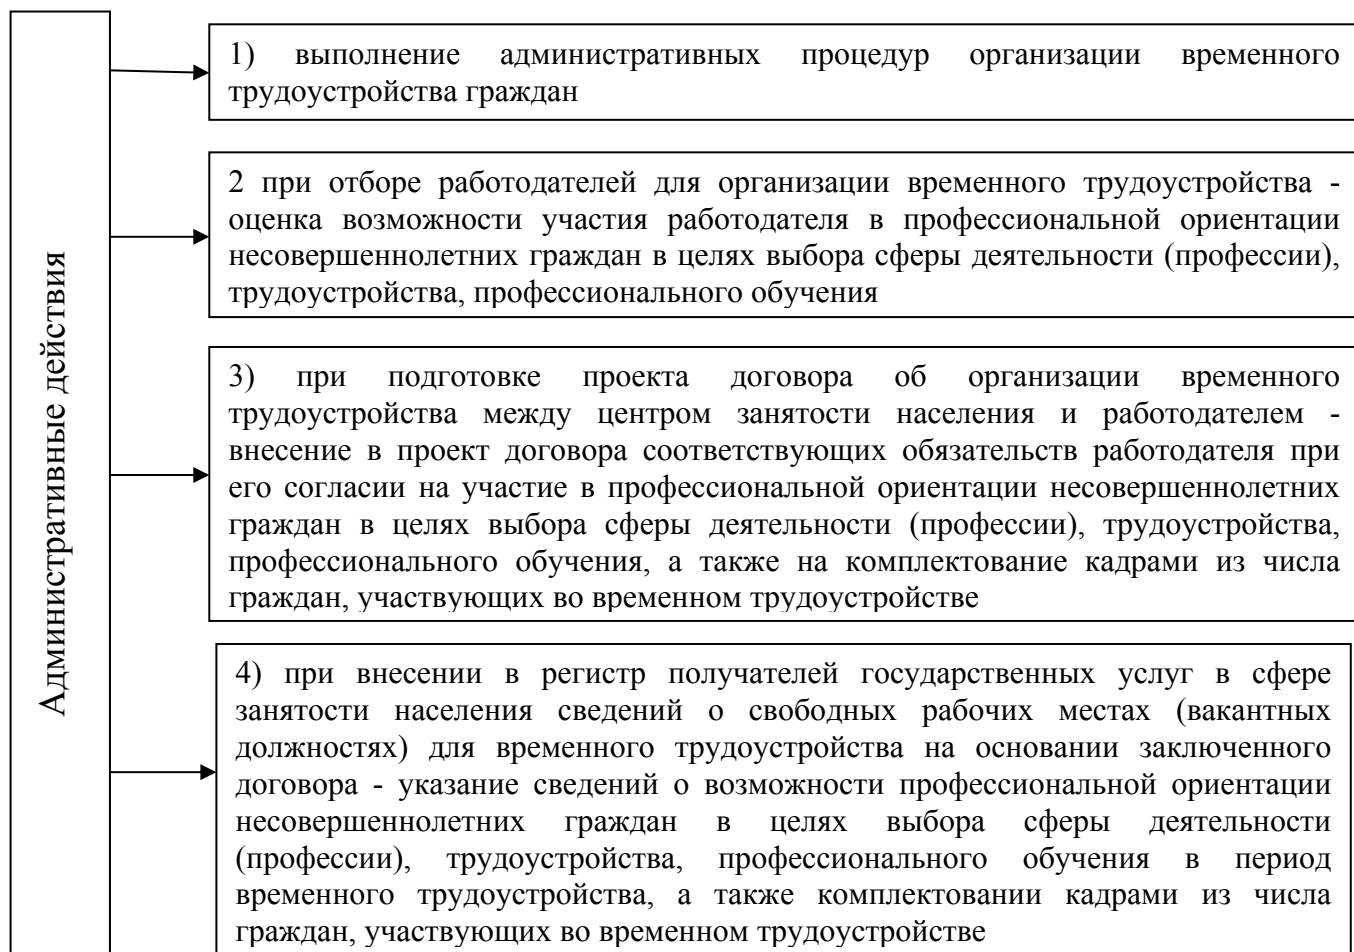 Административные действия
1) выполнение административных процедур организации временного
трудоустройства граждан
2 при отборе работодателей для организации временного трудоустройства -
оценка возможности участия работодателя в профессиональной ориентации
несовершеннолетних граждан в целях выбора сферы деятельности (профессии),
трудоустройства, профессионального обучения
3) при подготовке проекта договора об организации временного
трудоустройства между центром занятости населения и работодателем -
внесение в проект договора соответствующих обязательств работодателя при
его согласии на участие в профессиональной ориентации несовершеннолетних
граждан в целях выбора сферы деятельности (профессии), трудоустройства,
профессионального обучения, а также на комплектование кадрами из числа
граждан, участвующих во временном трудоустройстве
4) при внесении в регистр получателей государственных услуг в сфере
занятости населения сведений о свободных рабочих местах (вакантных
должностях) для временного трудоустройства на основании заключенного
договора - указание сведений о возможности профессиональной ориентации
несовершеннолетних граждан в целях выбора сферы деятельности
(профессии), трудоустройства, профессионального обучения в период
временного трудоустройства, а также комплектовании кадрами из числа
граждан, участвующих во временном трудоустройстве